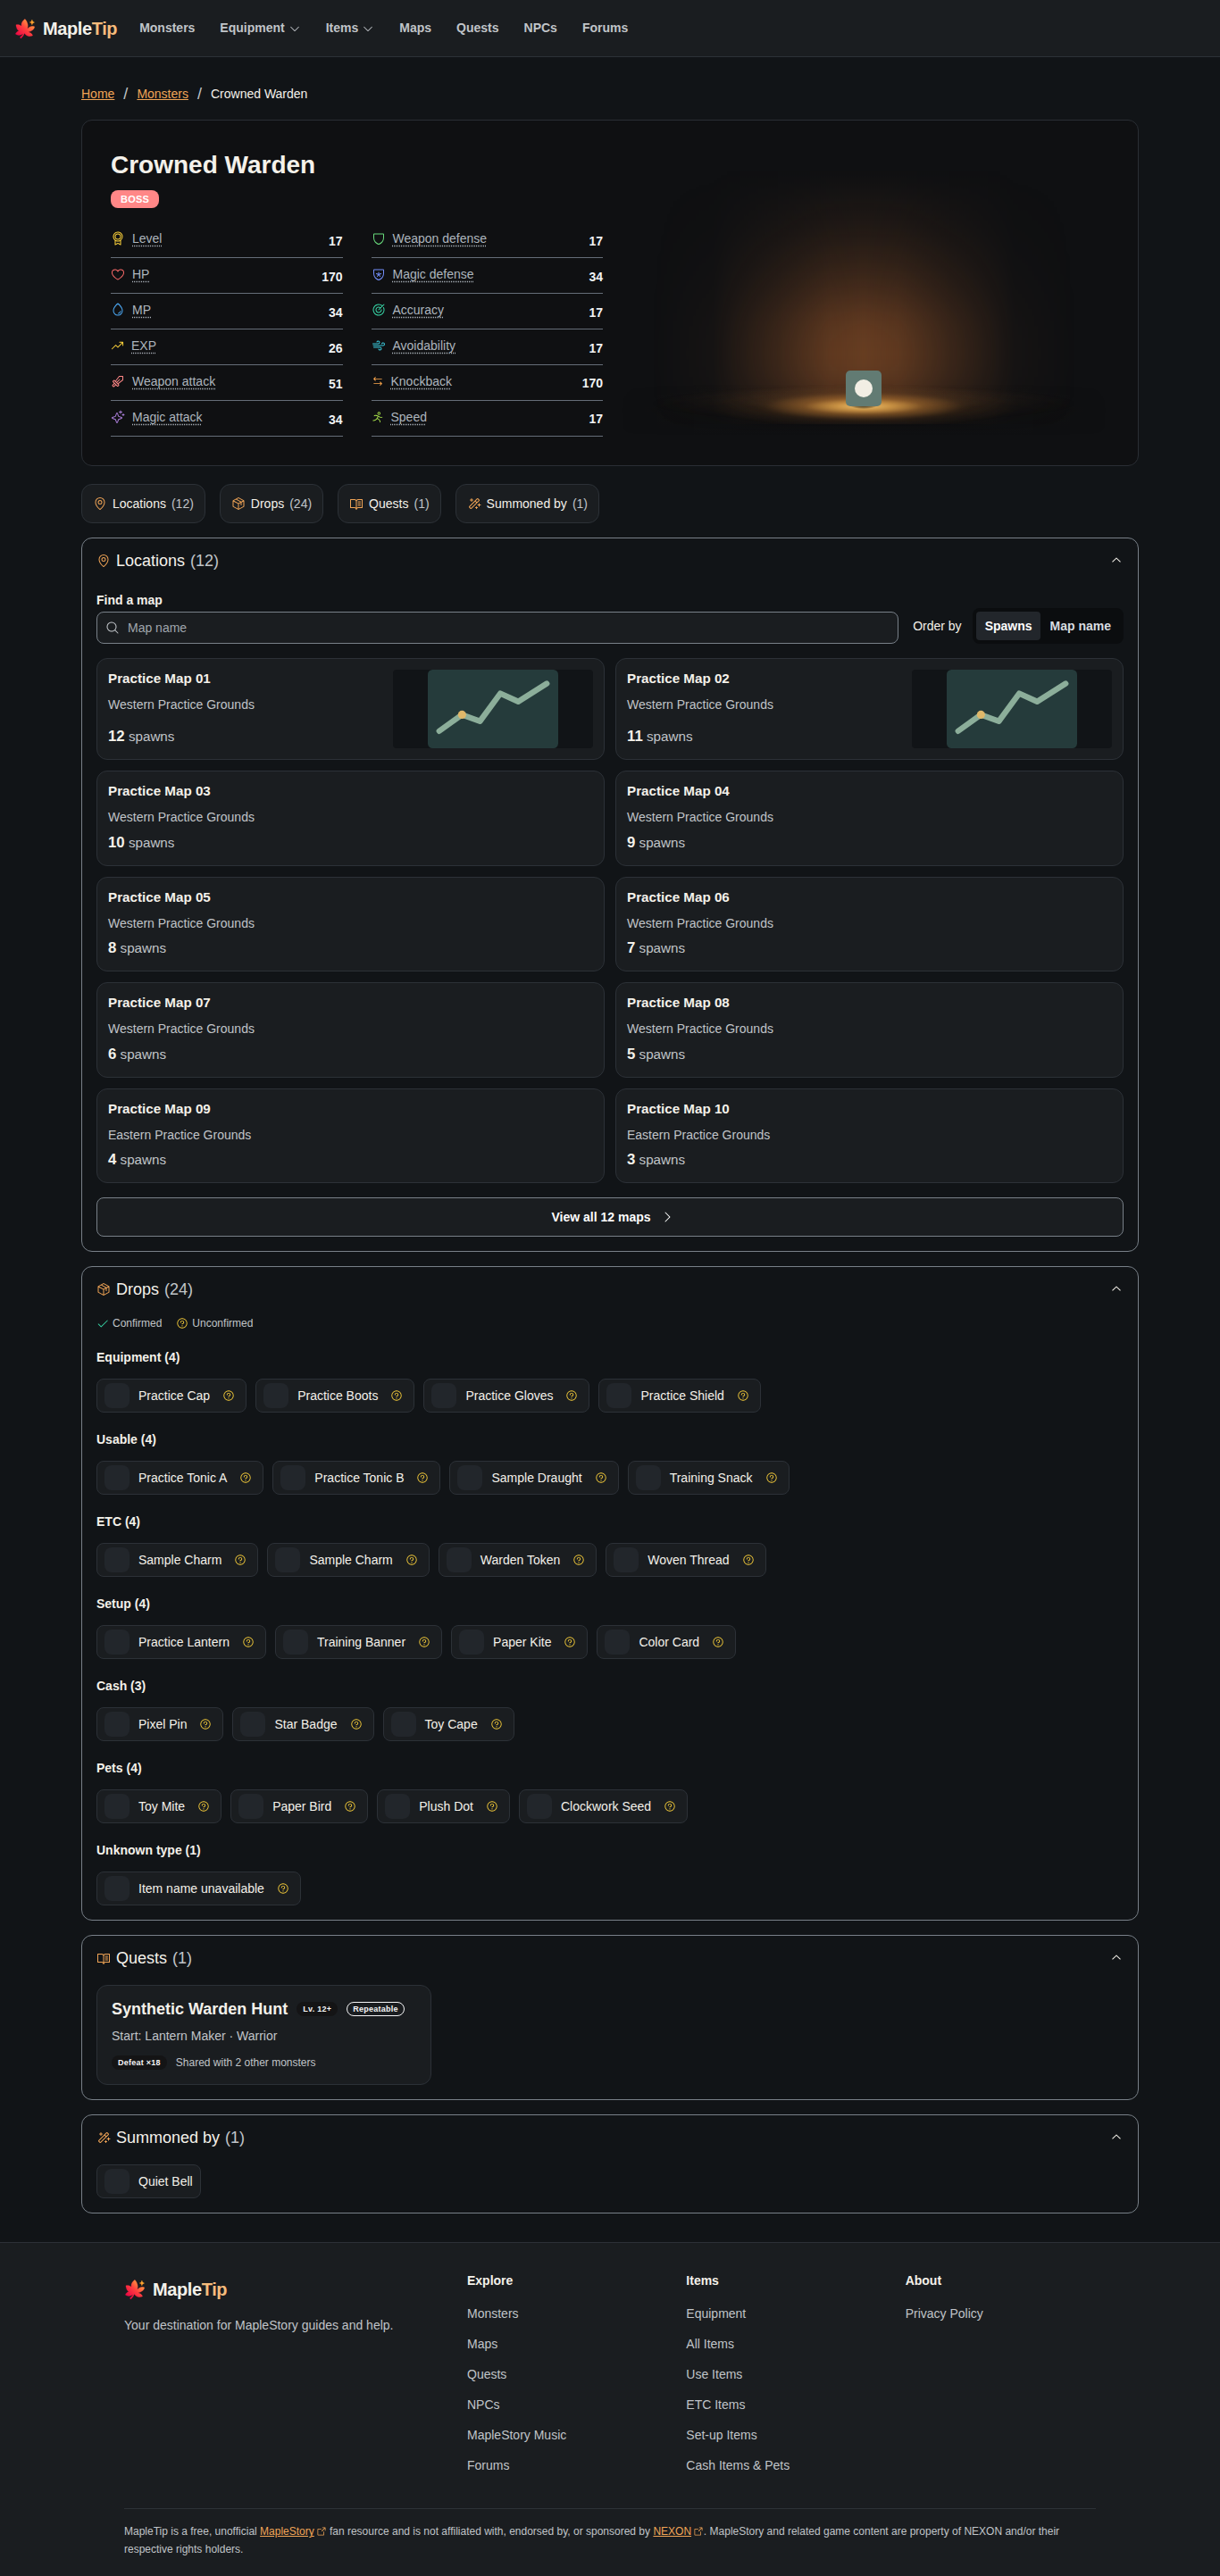 MapleTip Monsters Equipment Items Maps Quests NPCs Forums
Home / Monsters / Crowned Warden
Crowned Warden
BOSS
Level 17
HP 170
MP 34
EXP 26
Weapon attack 51
Magic attack 34
Weapon defense 17
Magic defense 34
Accuracy 17
Avoidability 17
Knockback 170
Speed 17
Locations (12) Drops (24) Quests (1) Summoned by (1)
Locations (12)
Find a map
Map name Order by Spawns Map name
Practice Map 01
Western Practice Grounds
12 spawns
Practice Map 02
Western Practice Grounds
11 spawns
Practice Map 03
Western Practice Grounds
10 spawns
Practice Map 04
Western Practice Grounds
9 spawns
Practice Map 05
Western Practice Grounds
8 spawns
Practice Map 06
Western Practice Grounds
7 spawns
Practice Map 07
Western Practice Grounds
6 spawns
Practice Map 08
Western Practice Grounds
5 spawns
Practice Map 09
Eastern Practice Grounds
4 spawns
Practice Map 10
Eastern Practice Grounds
3 spawns
View all 12 maps
Drops (24)
Confirmed Unconfirmed
Equipment (4)
Practice Cap Practice Boots Practice Gloves Practice Shield
Usable (4)
Practice Tonic A Practice Tonic B Sample Draught Training Snack
ETC (4)
Sample Charm Sample Charm Warden Token Woven Thread
Setup (4)
Practice Lantern Training Banner Paper Kite Color Card
Cash (3)
Pixel Pin Star Badge Toy Cape
Pets (4)
Toy Mite Paper Bird Plush Dot Clockwork Seed
Unknown type (1)
Item name unavailable
Quests (1)
Synthetic Warden Hunt Lv. 12+ Repeatable
Start: Lantern Maker · Warrior
Defeat ×18 Shared with 2 other monsters
Summoned by (1)
Quiet Bell
MapleTip
Your destination for MapleStory guides and help.
Explore
Monsters
Maps
Quests
NPCs
MapleStory Music
Forums
Items
Equipment
All Items
Use Items
ETC Items
Set-up Items
Cash Items & Pets
About
Privacy Policy
MapleTip is a free, unofficial MapleStory fan resource and is not affiliated with, endorsed by, or sponsored by NEXON. MapleStory and related game content are property of NEXON and/or their
respective rights holders.